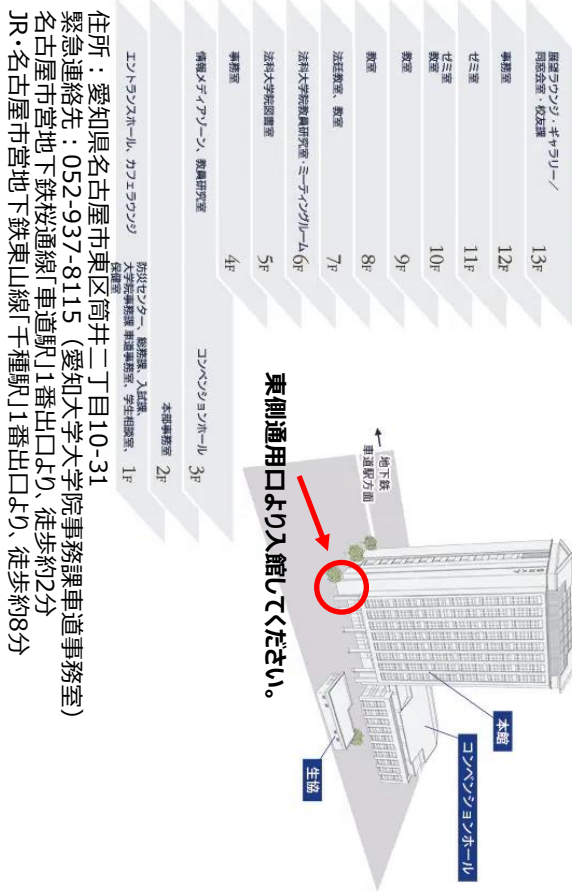 展望ラウンジ・ギャラリー／
同窓会室・校友課
13F
事務室
12F
ゼミ室
11F
ゼミ室
教室
10F
教室
9F
教室
8F
法廷教室、教室
7F
法科大学院教員研究室・ミーティングルーム
6F
法科大学院図書室
5F
事務室
4F
情報メディアゾーン、教員研究室
コンベンションホール
3F
本部事務室
2F
エントランスホール、カフェラウンジ
防災センター、総務課、入試課、
大学院事務課 車道事務室、学生相談室、
保健室
1F
地下鉄
車道駅方面
東側通用口より入館してください。
本館
コンベンションホール
生協
住所：愛知県名古屋市東区筒井二丁目10-31
緊急連絡先：052-937-8115（愛知大学大学院事務課車道事務室）
名古屋市営地下鉄桜通線「車道駅」1番出口より、徒歩約2分
JR・名古屋市営地下鉄東山線「千種駅」1番出口より、徒歩約8分